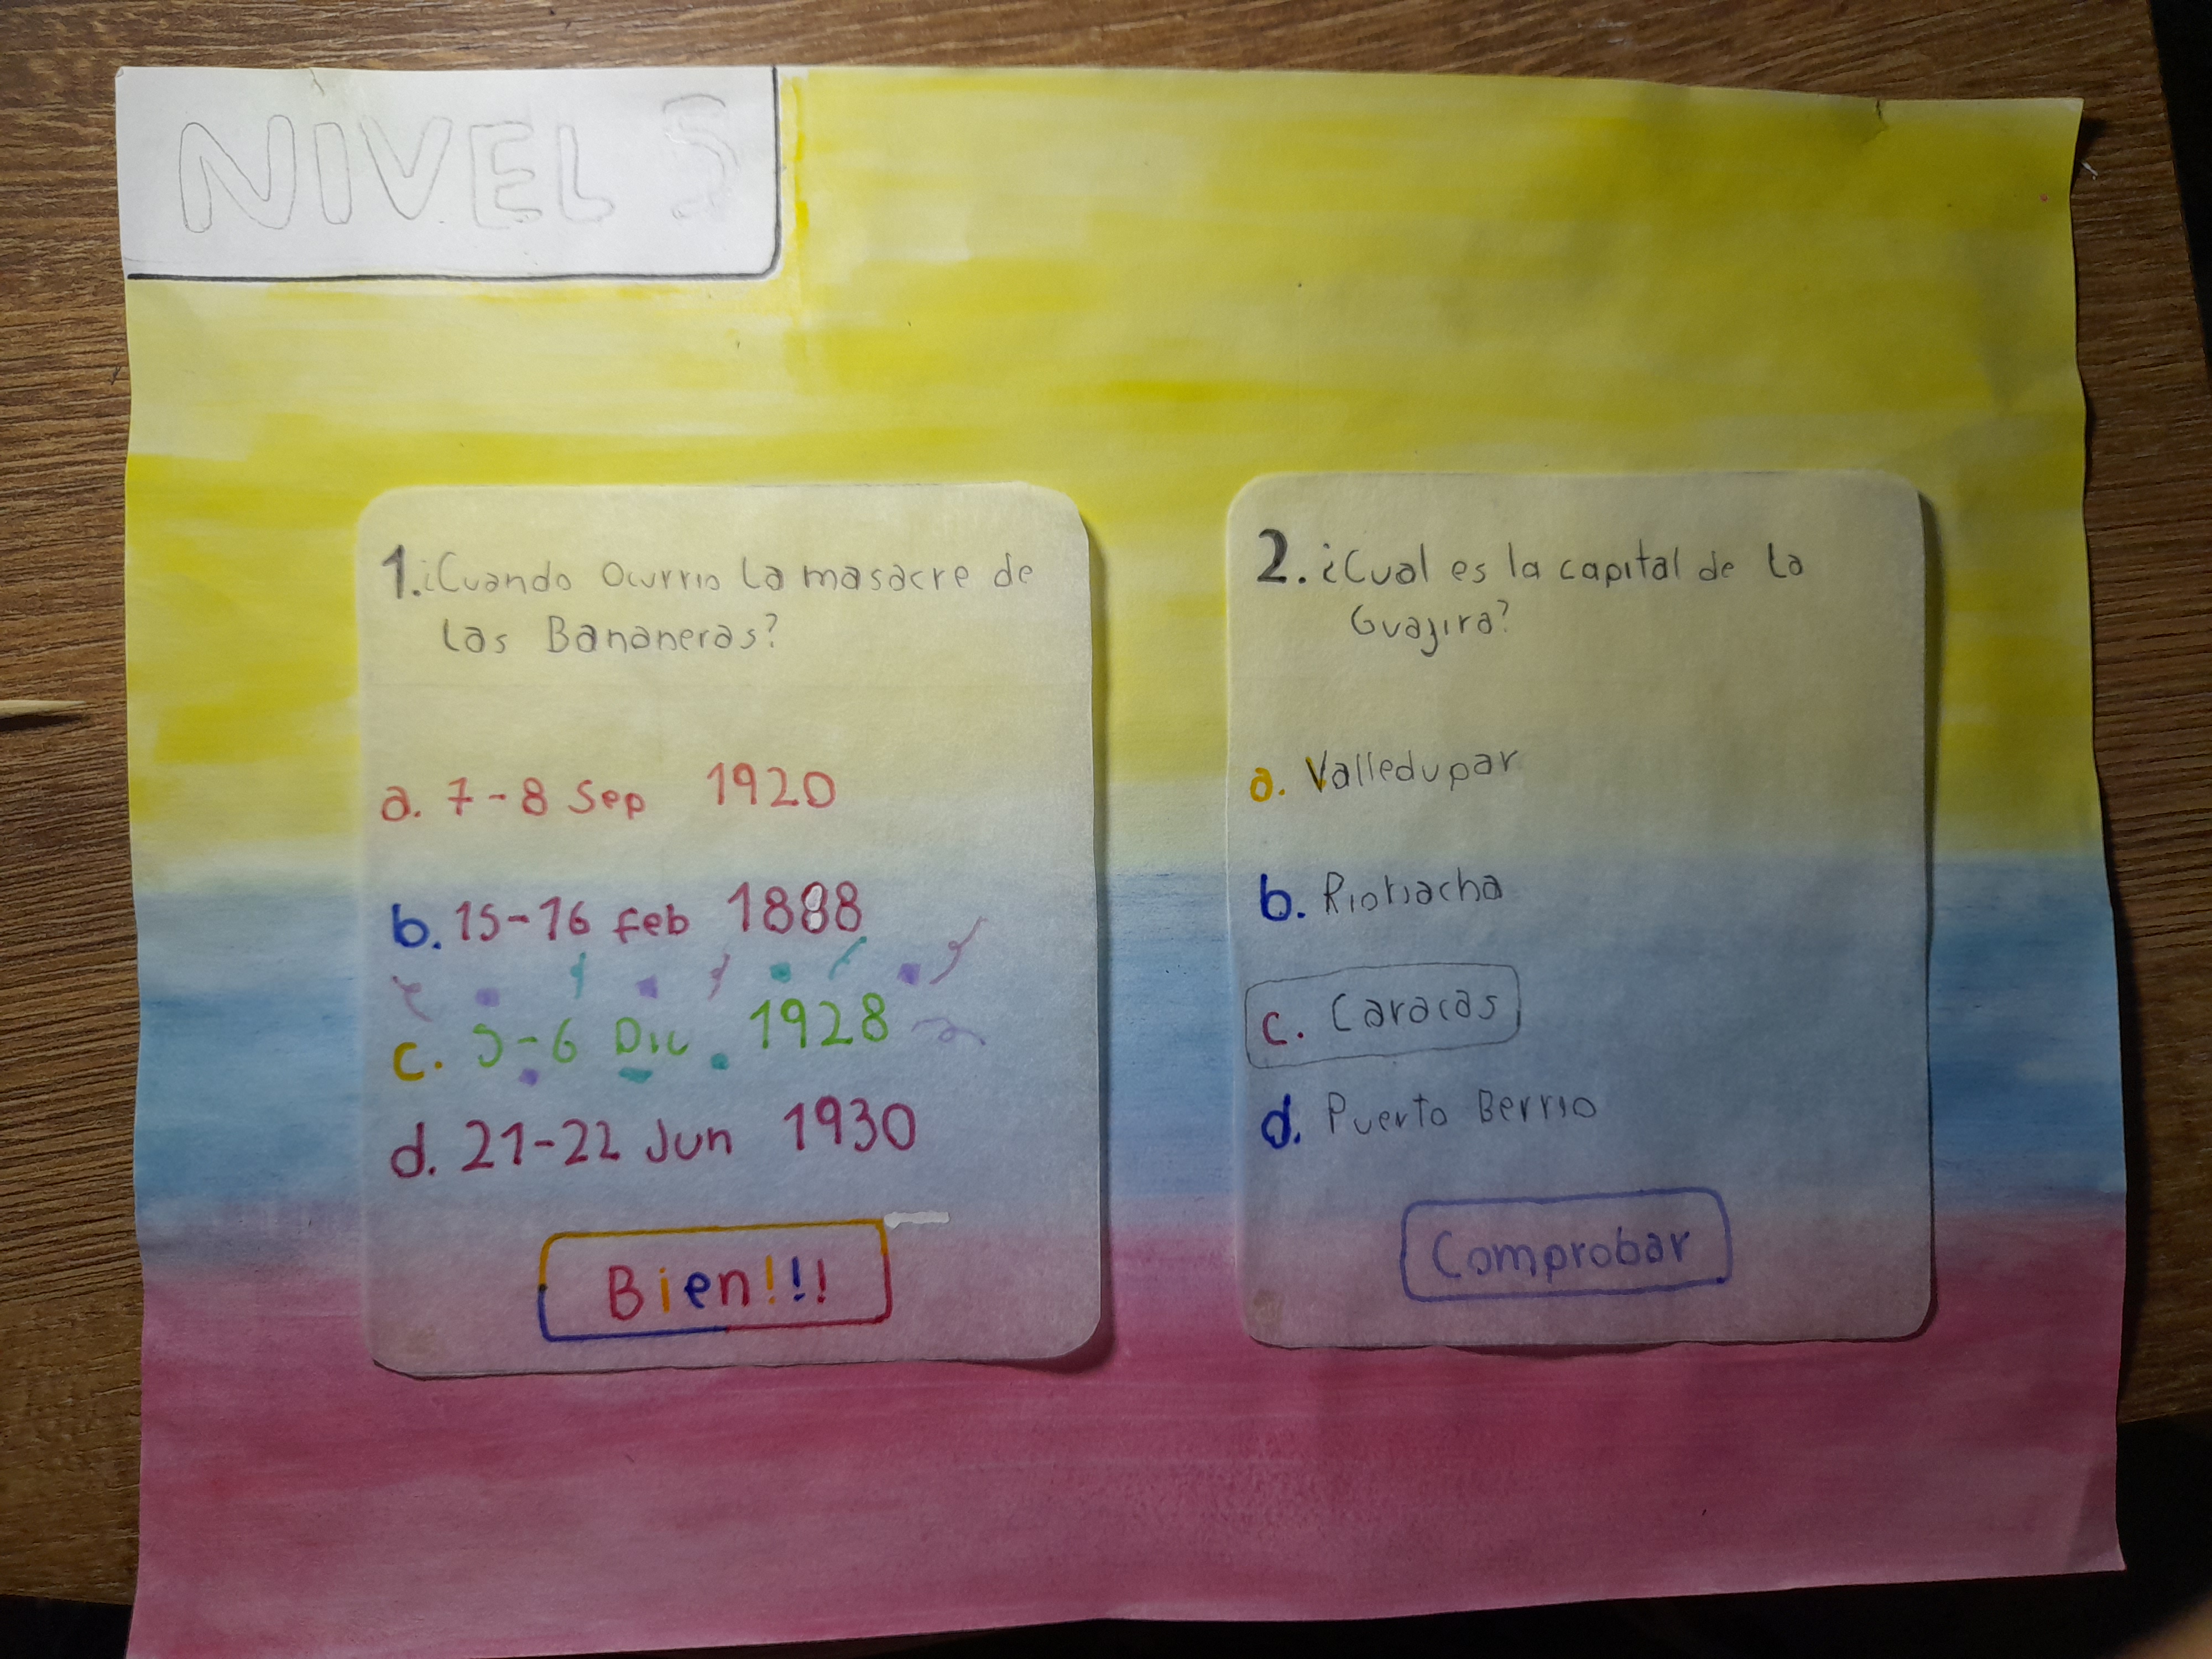 NIVEL 5
1. ¿Cuando Ocurrio La masacre de
Las Bananeras?
a. 7-8 Sep 1920
b. 15-16 feb 1888
c. 5-6 Dic. 1928
d. 21-22 Jun 1930
Bien!!!
2. ¿Cual es la capital de La
Guajira?
a. Valledupar
b. Riohacha
c. Caracas
d. Puerto Berrio
Comprobar